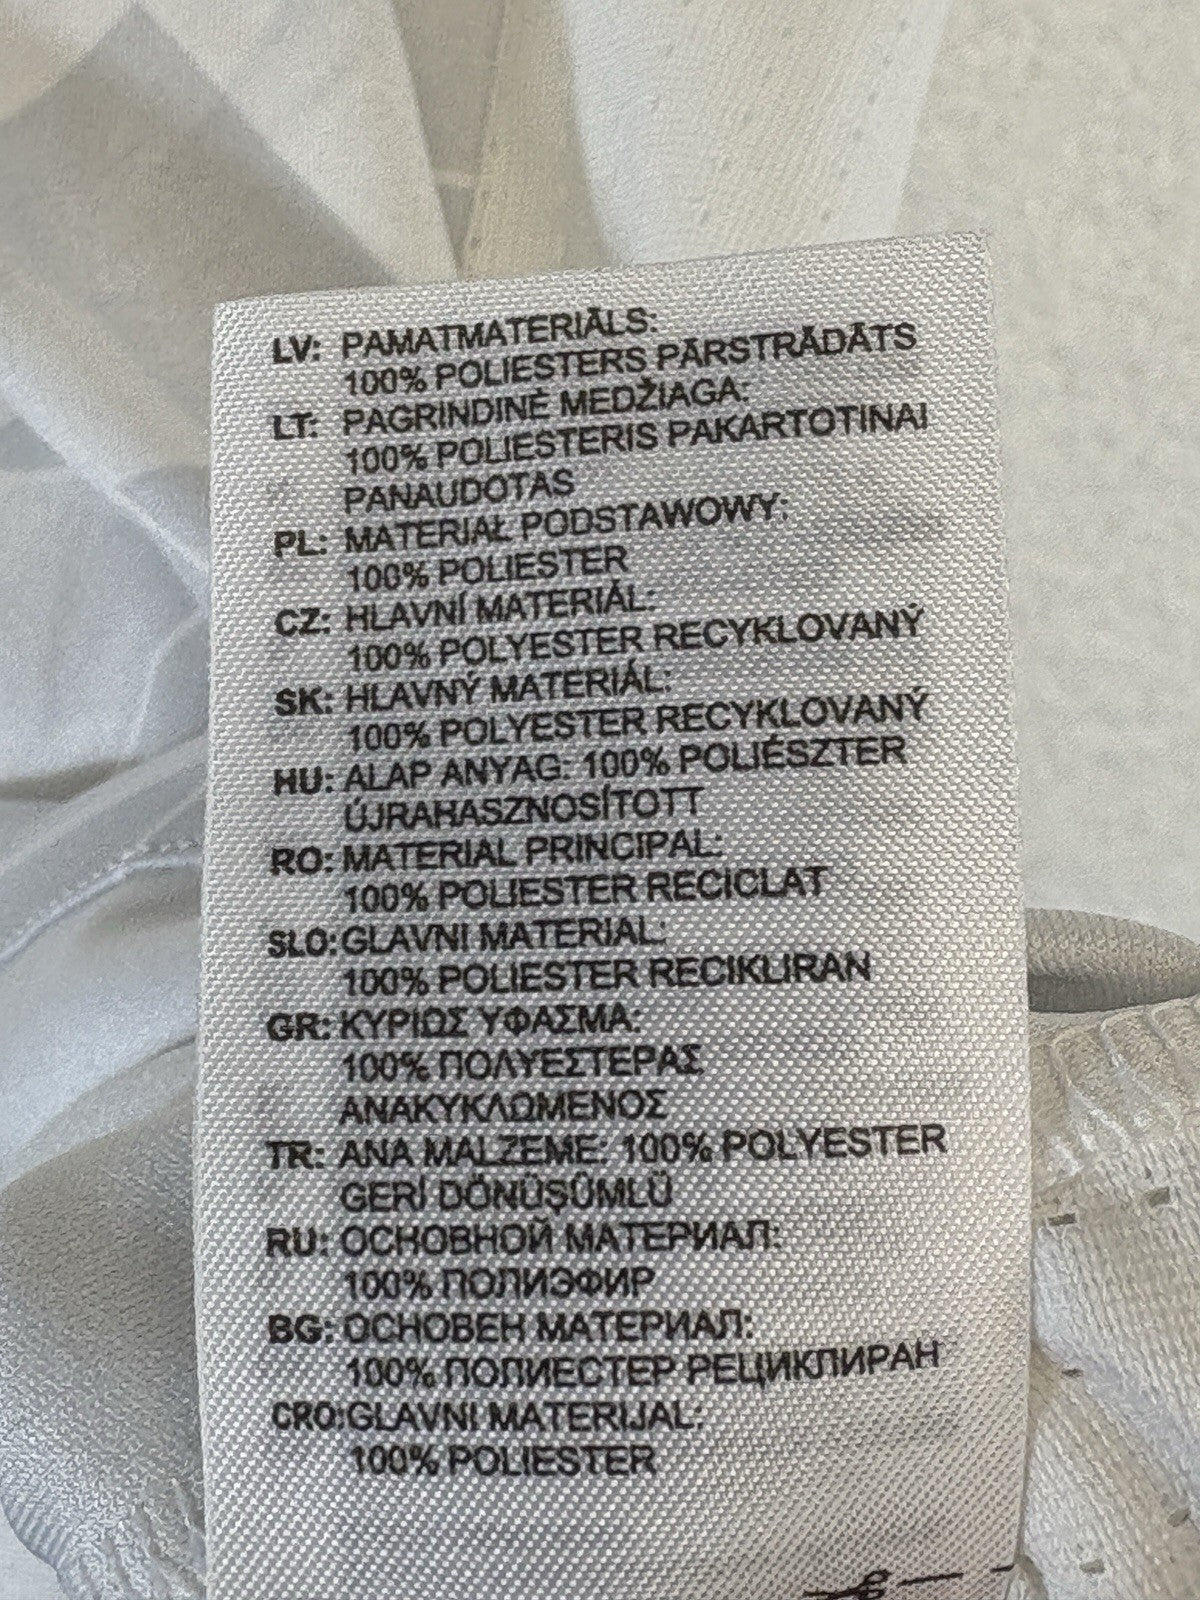 LV: PAMATMATERIĀLS:
100% POLIESTERS PĀRSTRĀDĀTS
LT: PAGRINDINĖ MEDŽIAGA:
100% POLIESTERIS PAKARTOTINAI
PANAUDOTAS
PL: MATERIAŁ PODSTAWOWY:
100% POLIESTER
CZ: HLAVNÍ MATERIÁL:
100% POLYESTER RECYKLOVANÝ
SK: HLAVNÝ MATERIÁL:
100% POLYESTER RECYKLOVANÝ
HU: ALAP ANYAG: 100% POLIÉSZTER
ÚJRAHASZNOSÍTOTT
RO: MATERIAL PRINCIPAL:
100% POLIESTER RECICLAT
SLO: GLAVNI MATERIAL:
100% POLIESTER RECIKLIRAN
GR: ΚΥΡΙΩΣ ΥΦΑΣΜΑ:
100% ΠΟΛΥΕΣΤΕΡΑΣ
ΑΝΑΚΥΚΛΩΜΕΝΟΣ
TR: ANA MALZEME: 100% POLYESTER
GERİ DÖNÜŞÜMLÜ
RU: ОСНОВНОЙ МАТЕРИАЛ:
100% ПОЛИЭФИР
BG: ОСНОВЕН МАТЕРИАЛ:
100% ПОЛИЕСТЕР РЕЦИКЛИРАН
CRO: GLAVNI MATERIJAL:
100% POLIESTER